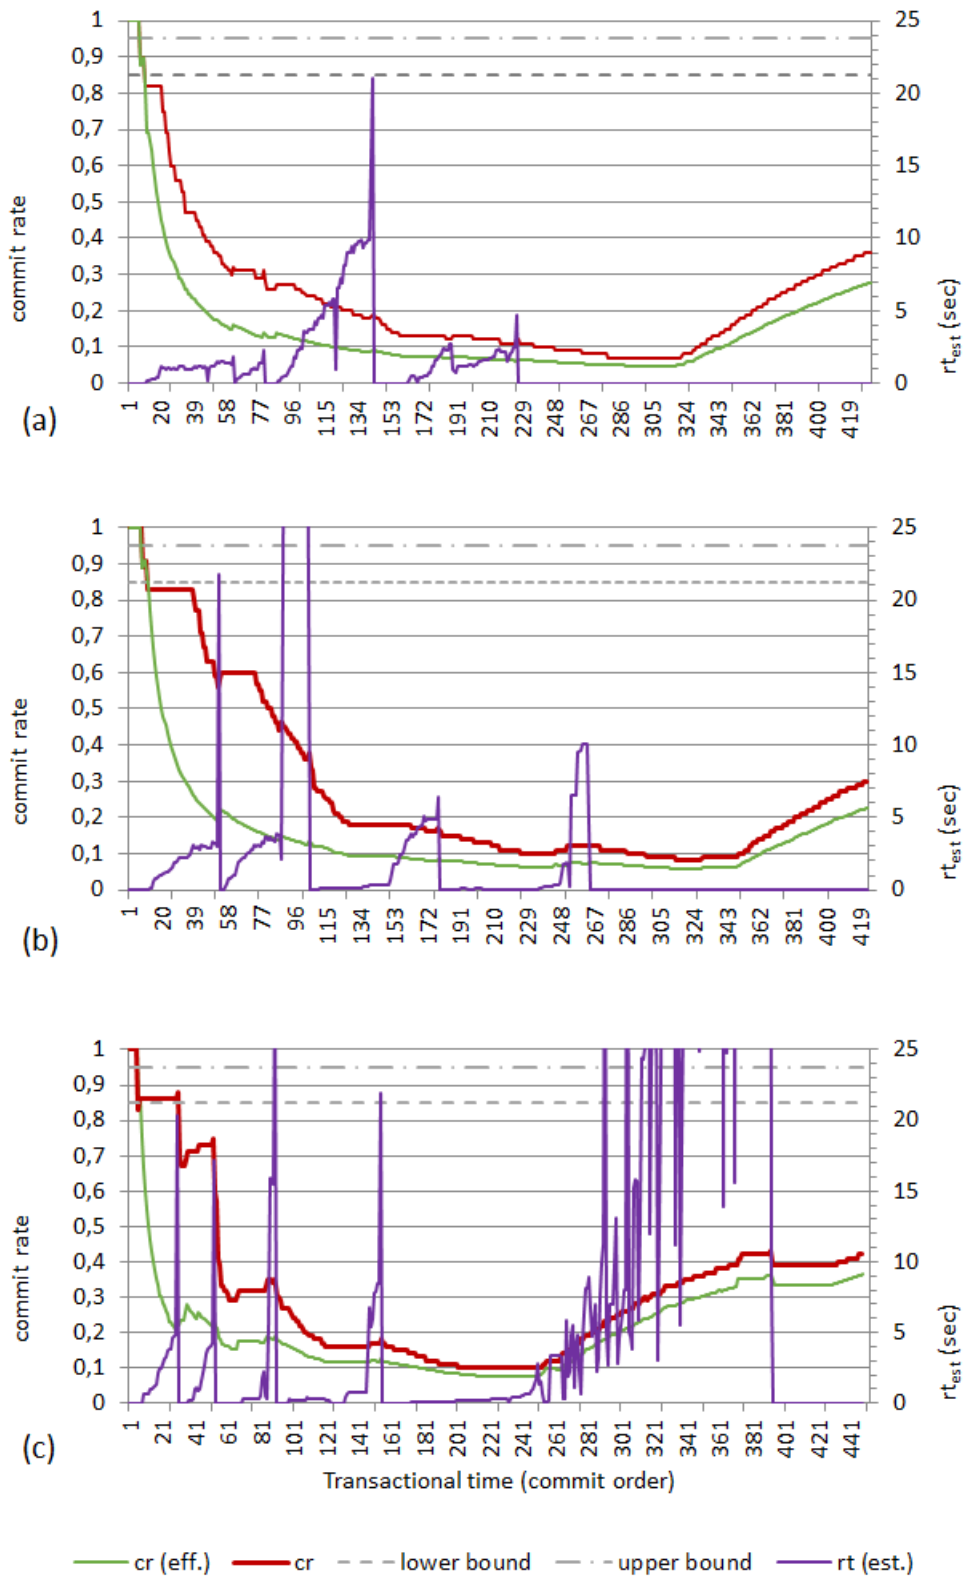 1 25
0,9
0,8 20
0,7
0,6 15
0,5
0,4 10
0,3
0,2 5
0,1
0 0
commit rate
rt_est (sec)
1 20 39 58 77 96 115 134 153 172 191 210 229 248 267 286 305 324 343 362 381 400 419
(a)
1 25
0,9
0,8 20
0,7
0,6 15
0,5
0,4 10
0,3
0,2 5
0,1
0 0
commit rate
rt_est (sec)
1 20 39 58 77 96 115 134 153 172 191 210 229 248 267 286 305 324 343 362 381 400 419
(b)
1 25
0,9
0,8 20
0,7
0,6 15
0,5
0,4 10
0,3
0,2 5
0,1
0 0
commit rate
rt_est (sec)
1 21 41 61 81 101 121 141 161 181 201 221 241 261 281 301 321 341 361 381 401 421 441
(c)
Transactional time (commit order)
cr (eff.) cr lower bound upper bound rt (est.)